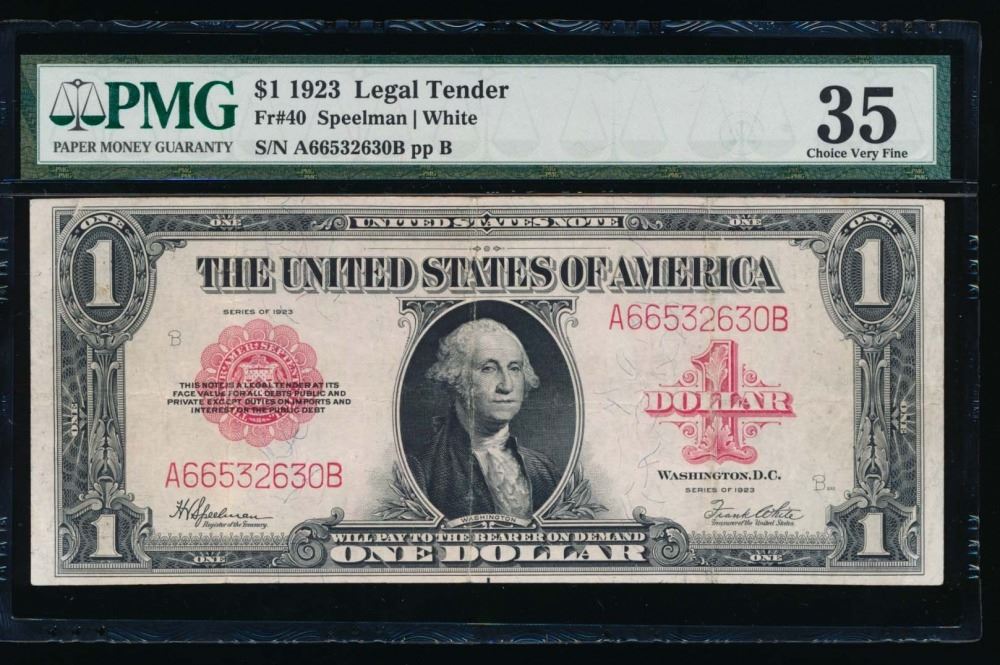 PMG
PAPER MONEY GUARANTY
$1 1923 Legal Tender
Fr#40 Speelman | White
S/N A66532630B pp B
35
Choice Very Fine
ONE
1
ONE
UNITED STATES NOTE
ONE
ONE
1
THE UNITED STATES OF AMERICA
SERIES OF 1923
B
THIS NOTE IS A LEGAL TENDER AT ITS
FACE VALUE FOR ALL DEBTS PUBLIC AND
PRIVATE EXCEPT DUTIES ON IMPORTS AND
INTEREST ON THE PUBLIC DEBT
A66532630B
1
DOLLAR
WASHINGTON, D.C.
SERIES OF 1923
B
A66532630B
ONE
ONE
H V Speelman
Register of the Treasury.
WASHINGTON
Frank White
Treasurer of the United States.
WILL PAY TO THE BEARER ON DEMAND
ONE DOLLAR
1
ONE
ONE
1